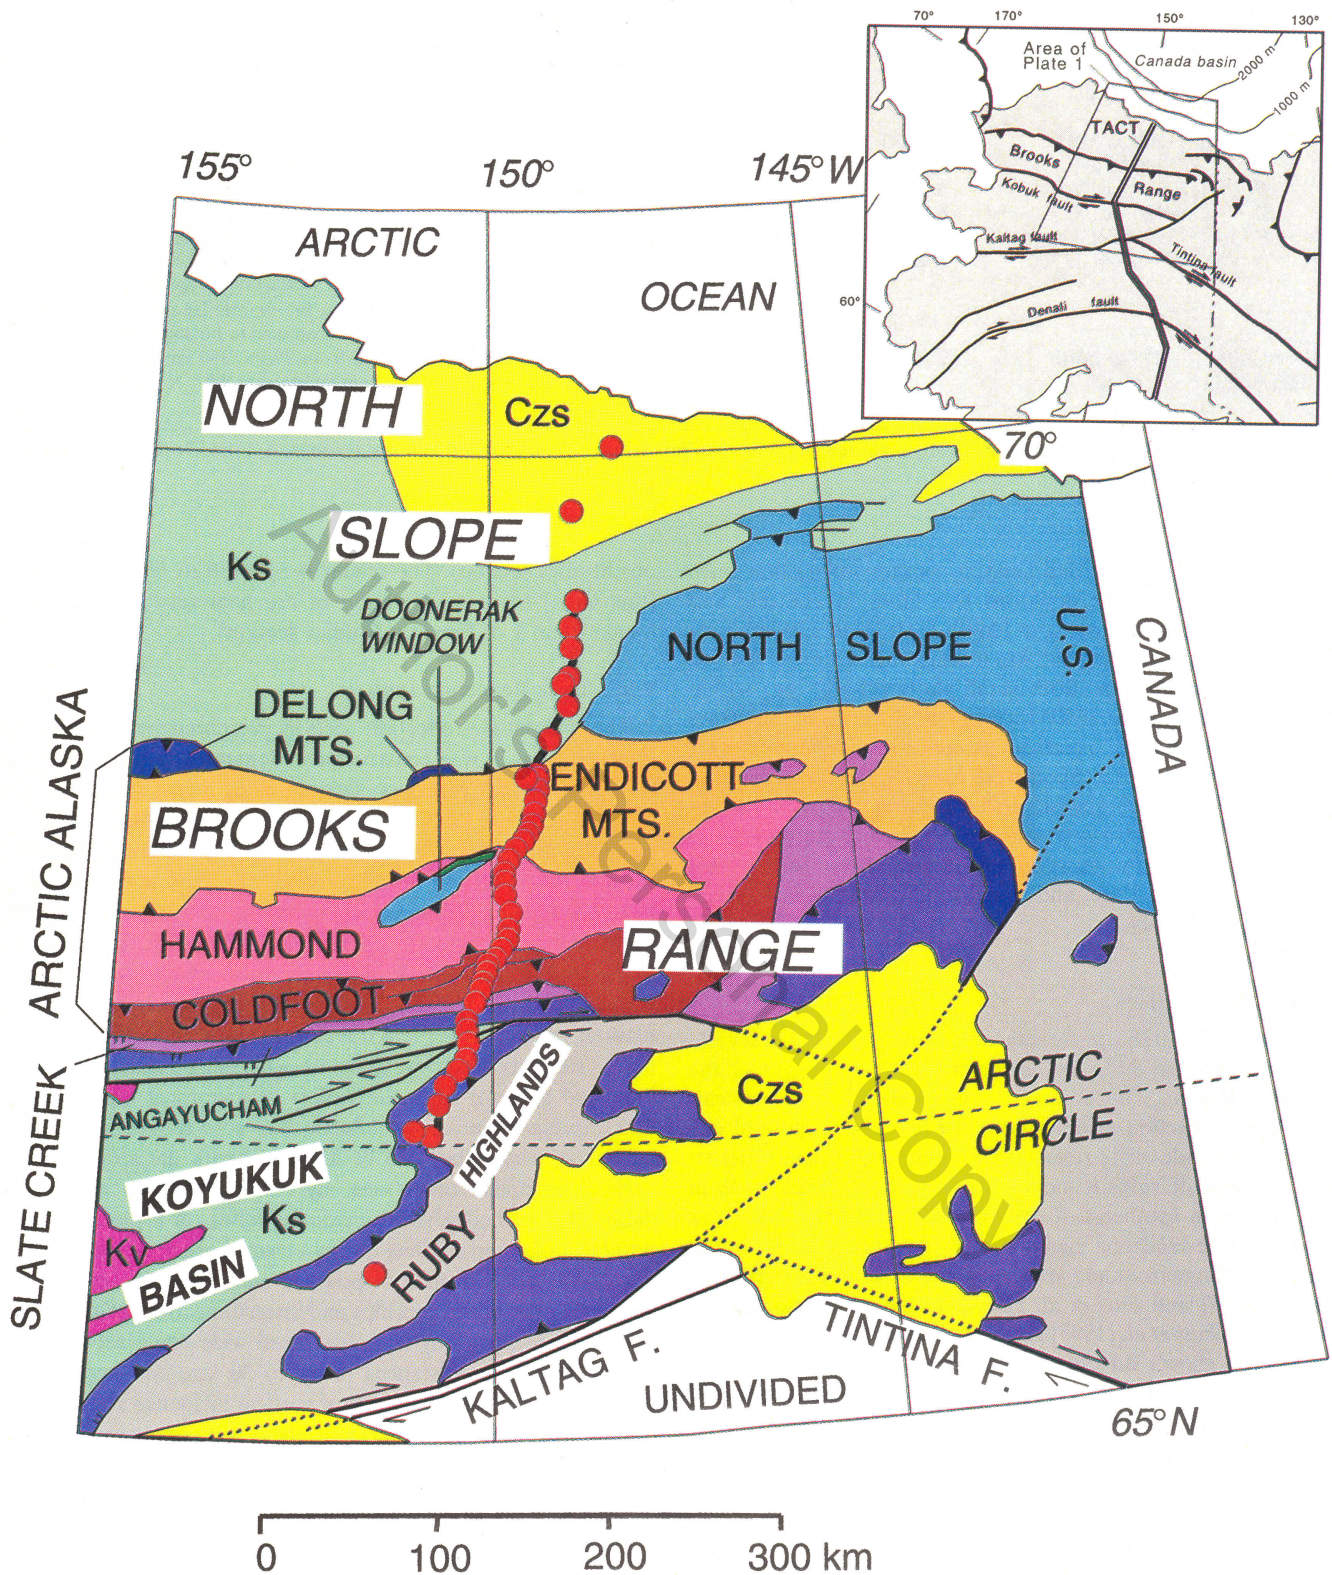 70°
170°
150°
130°
Area of
Plate 1
Canada basin
2000 m
1000 m
TACT
Brooks
Range
Kobuk fault
Kaltag fault
Tintina fault
60°
Denali fault
155°
150°
145° W
ARCTIC
OCEAN
NORTH
Czs
70°
SLOPE
Ks
DOONERAK
WINDOW
NORTH SLOPE
U.S.
CANADA
DELONG
MTS.
ENDICOTT
MTS.
BROOKS
ARCTIC ALASKA
HAMMOND
RANGE
COLDFOOT
SLATE CREEK
ANGAYUCHAM
HIGHLANDS
Czs
ARCTIC
CIRCLE
KOYUKUK
Ks
Kv
BASIN
RUBY
KALTAG F.
TINTINA F.
UNDIVIDED
65° N
0 100 200 300 km
Author's Personal Copy